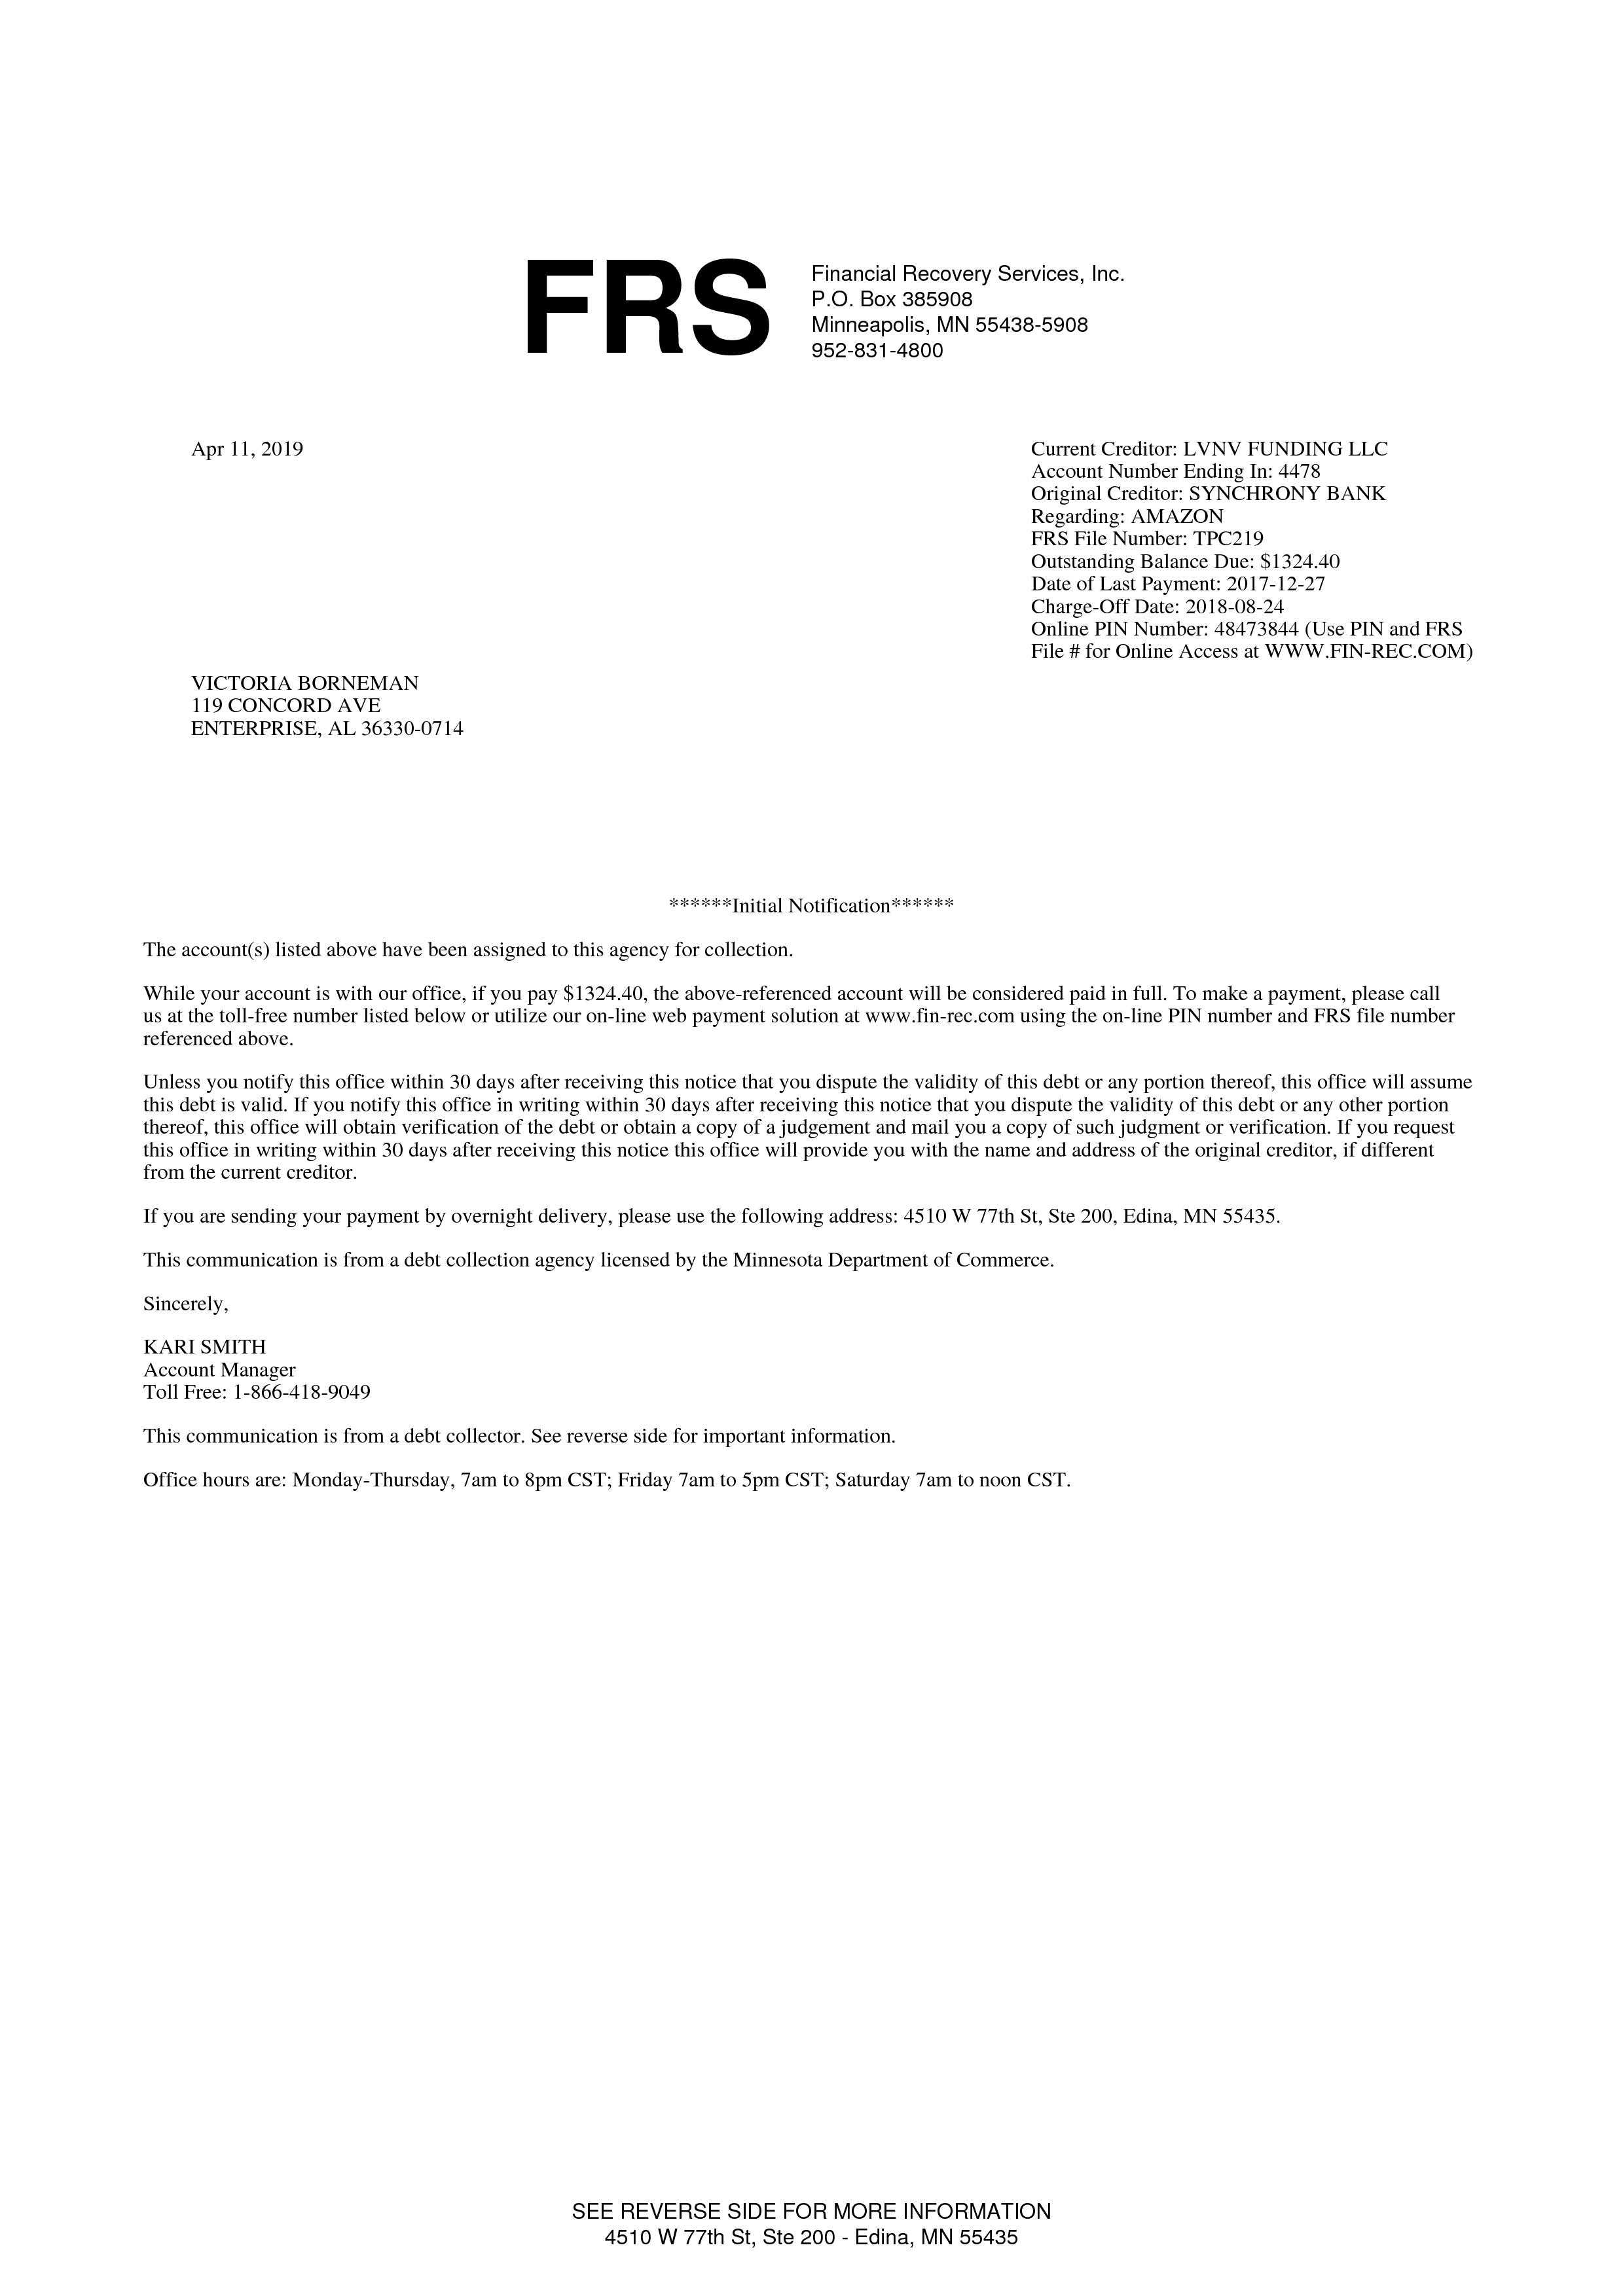 FRS
Financial Recovery Services, Inc.
P.O. Box 385908
Minneapolis, MN 55438-5908
952-831-4800
Apr 11, 2019
Current Creditor: LVNV FUNDING LLC
Account Number Ending In: 4478
Original Creditor: SYNCHRONY BANK
Regarding: AMAZON
FRS File Number: TPC219
Outstanding Balance Due: $1324.40
Date of Last Payment: 2017-12-27
Charge-Off Date: 2018-08-24
Online PIN Number: 48473844 (Use PIN and FRS
File # for Online Access at WWW.FIN-REC.COM)
VICTORIA BORNEMAN
119 CONCORD AVE
ENTERPRISE, AL 36330-0714
******Initial Notification******
The account(s) listed above have been assigned to this agency for collection.
While your account is with our office, if you pay $1324.40, the above-referenced account will be considered paid in full. To make a payment, please call
us at the toll-free number listed below or utilize our on-line web payment solution at www.fin-rec.com using the on-line PIN number and FRS file number
referenced above.
Unless you notify this office within 30 days after receiving this notice that you dispute the validity of this debt or any portion thereof, this office will assume
this debt is valid. If you notify this office in writing within 30 days after receiving this notice that you dispute the validity of this debt or any other portion
thereof, this office will obtain verification of the debt or obtain a copy of a judgement and mail you a copy of such judgment or verification. If you request
this office in writing within 30 days after receiving this notice this office will provide you with the name and address of the original creditor, if different
from the current creditor.
If you are sending your payment by overnight delivery, please use the following address: 4510 W 77th St, Ste 200, Edina, MN 55435.
This communication is from a debt collection agency licensed by the Minnesota Department of Commerce.
Sincerely,
KARI SMITH
Account Manager
Toll Free: 1-866-418-9049
This communication is from a debt collector. See reverse side for important information.
Office hours are: Monday-Thursday, 7am to 8pm CST; Friday 7am to 5pm CST; Saturday 7am to noon CST.
SEE REVERSE SIDE FOR MORE INFORMATION
4510 W 77th St, Ste 200 - Edina, MN 55435